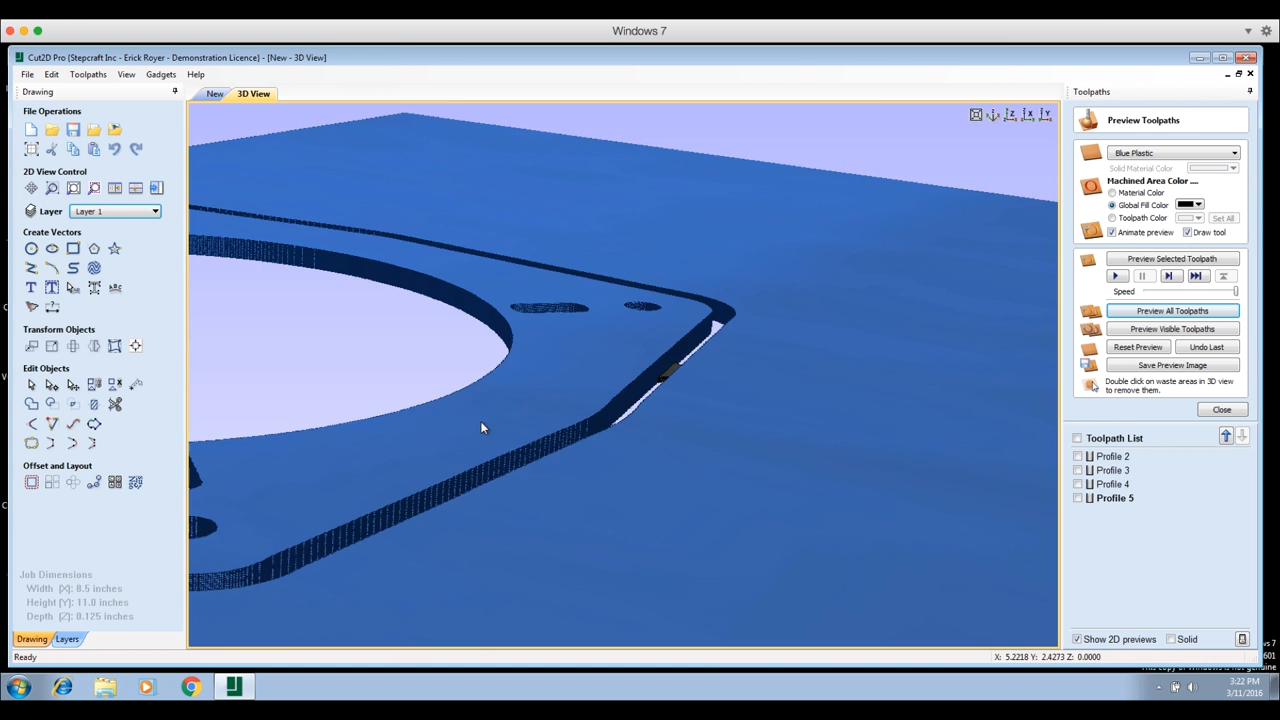 Windows 7
Cut2D Pro {Stepcraft Inc - Erick Royer - Demonstration Licence} - [New - 3D View]
File Edit Toolpaths View Gadgets Help
Drawing
New 3D View
Toolpaths
File Operations
2D View Control
Layer Layer 1
Create Vectors
Transform Objects
Edit Objects
Offset and Layout
Job Dimensions
Width (X): 8.5 inches
Height (Y): 11.0 inches
Depth (Z): 0.125 inches
Drawing Layers
Ready
Z X Y
Preview Toolpaths
Blue Plastic
Solid Material Color
Machined Area Color ....
Material Color
Global Fill Color
Toolpath Color Set All
Animate preview Draw tool
Preview Selected Toolpath
Speed
Preview All Toolpaths
Preview Visible Toolpaths
Reset Preview Undo Last
Save Preview Image
Double click on waste areas in 3D view
to remove them.
Close
Toolpath List
Profile 2
Profile 3
Profile 4
Profile 5
Show 2D previews Solid
X: 5.2218 Y: 2.4273 Z: 0.0000
3:22 PM
3/11/2016